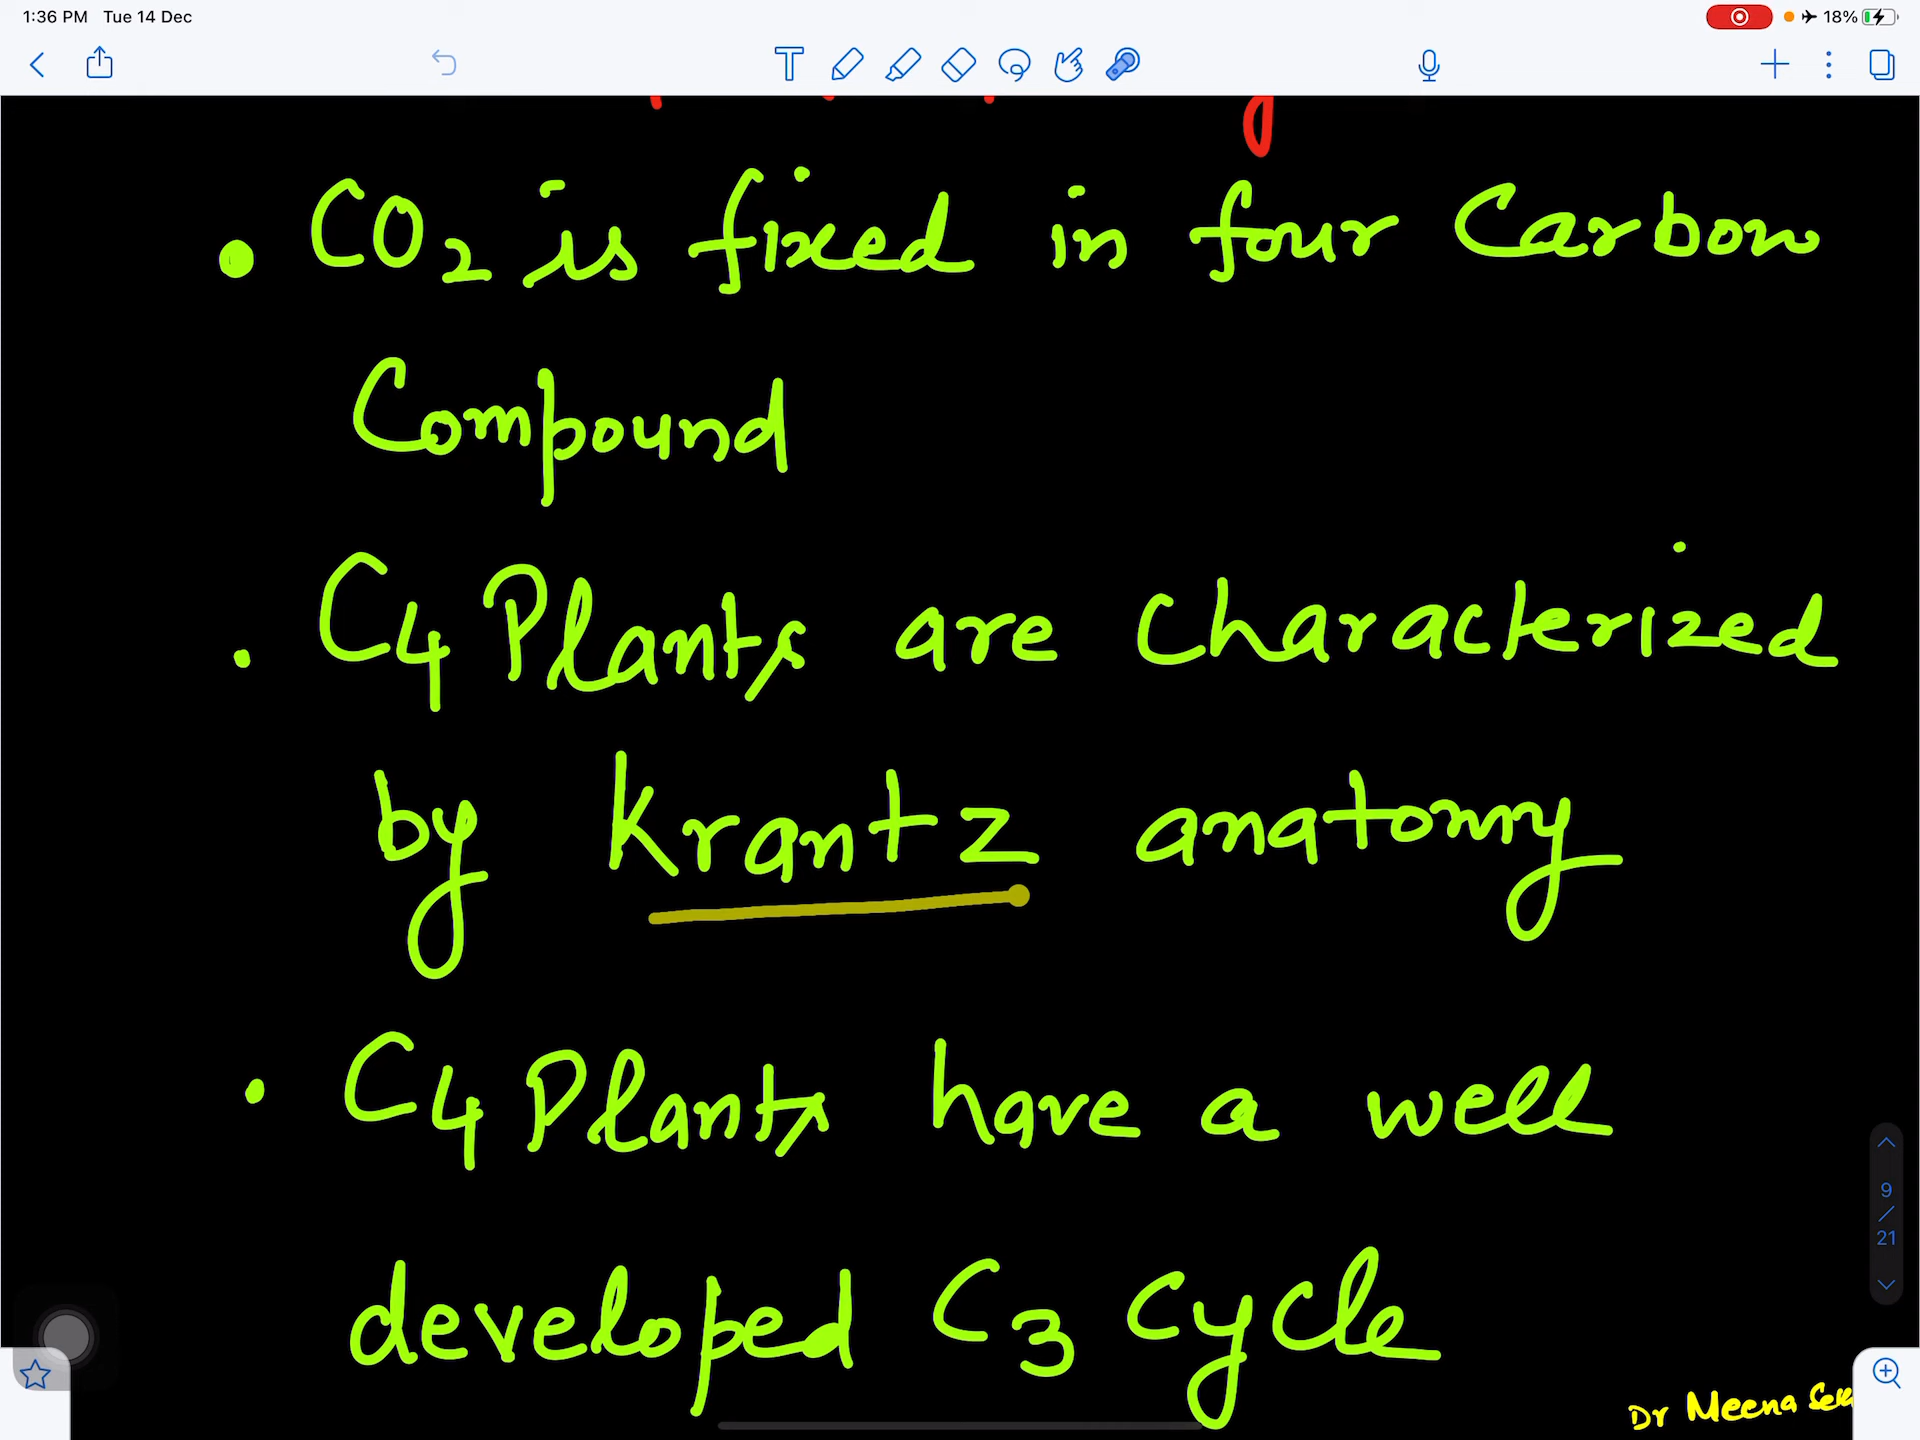 1:36 PM Tue 14 Dec
18%
• CO2 is fixed in four Carbon
Compound
• C4 Plants are characterized
by Krantz anatomy
• C4 Plants have a well
developed C3 cycle
9
/
21
Dr Meena